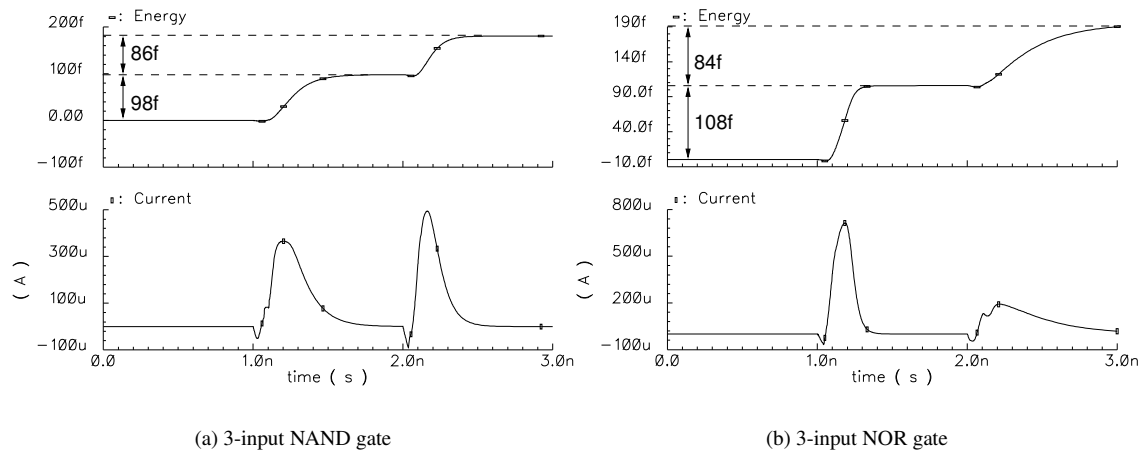 : Energy
200f
100f
0.00
-100f
86f
98f
: Current
500u
300u
100u
-100u
( A )
0.0
1.0n
2.0n
3.0n
time ( s )
(a) 3-input NAND gate
: Energy
190f
140f
90.0f
40.0f
-10.0f
84f
108f
: Current
800u
500u
200u
-100u
( A )
0.0
1.0n
2.0n
3.0n
time ( s )
(b) 3-input NOR gate